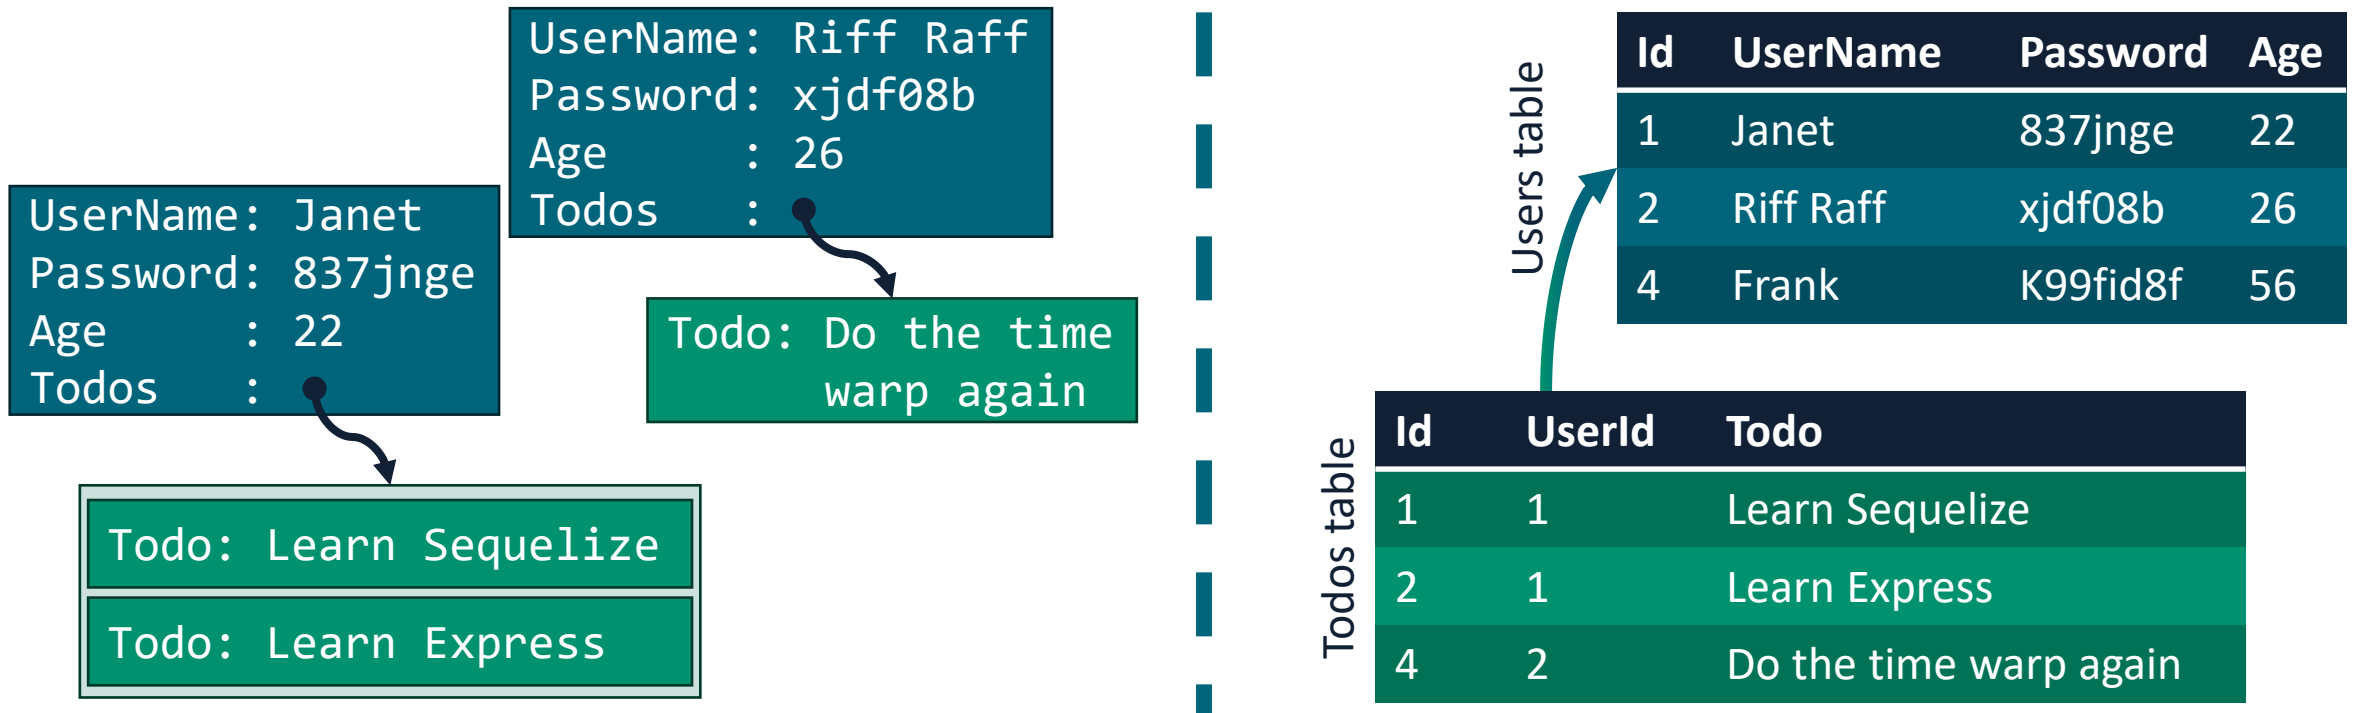 UserName: Riff Raff
Password: xjdf08b
Age : 26
Todos :
UserName: Janet
Password: 837jnge
Age : 22
Todos :
Todo: Do the time
warp again
Todo: Learn Sequelize
Todo: Learn Express
Users table
Id UserName Password Age
1 Janet 837jnge 22
2 Riff Raff xjdf08b 26
4 Frank K99fid8f 56
Todos table
Id UserId Todo
1 1 Learn Sequelize
2 1 Learn Express
4 2 Do the time warp again